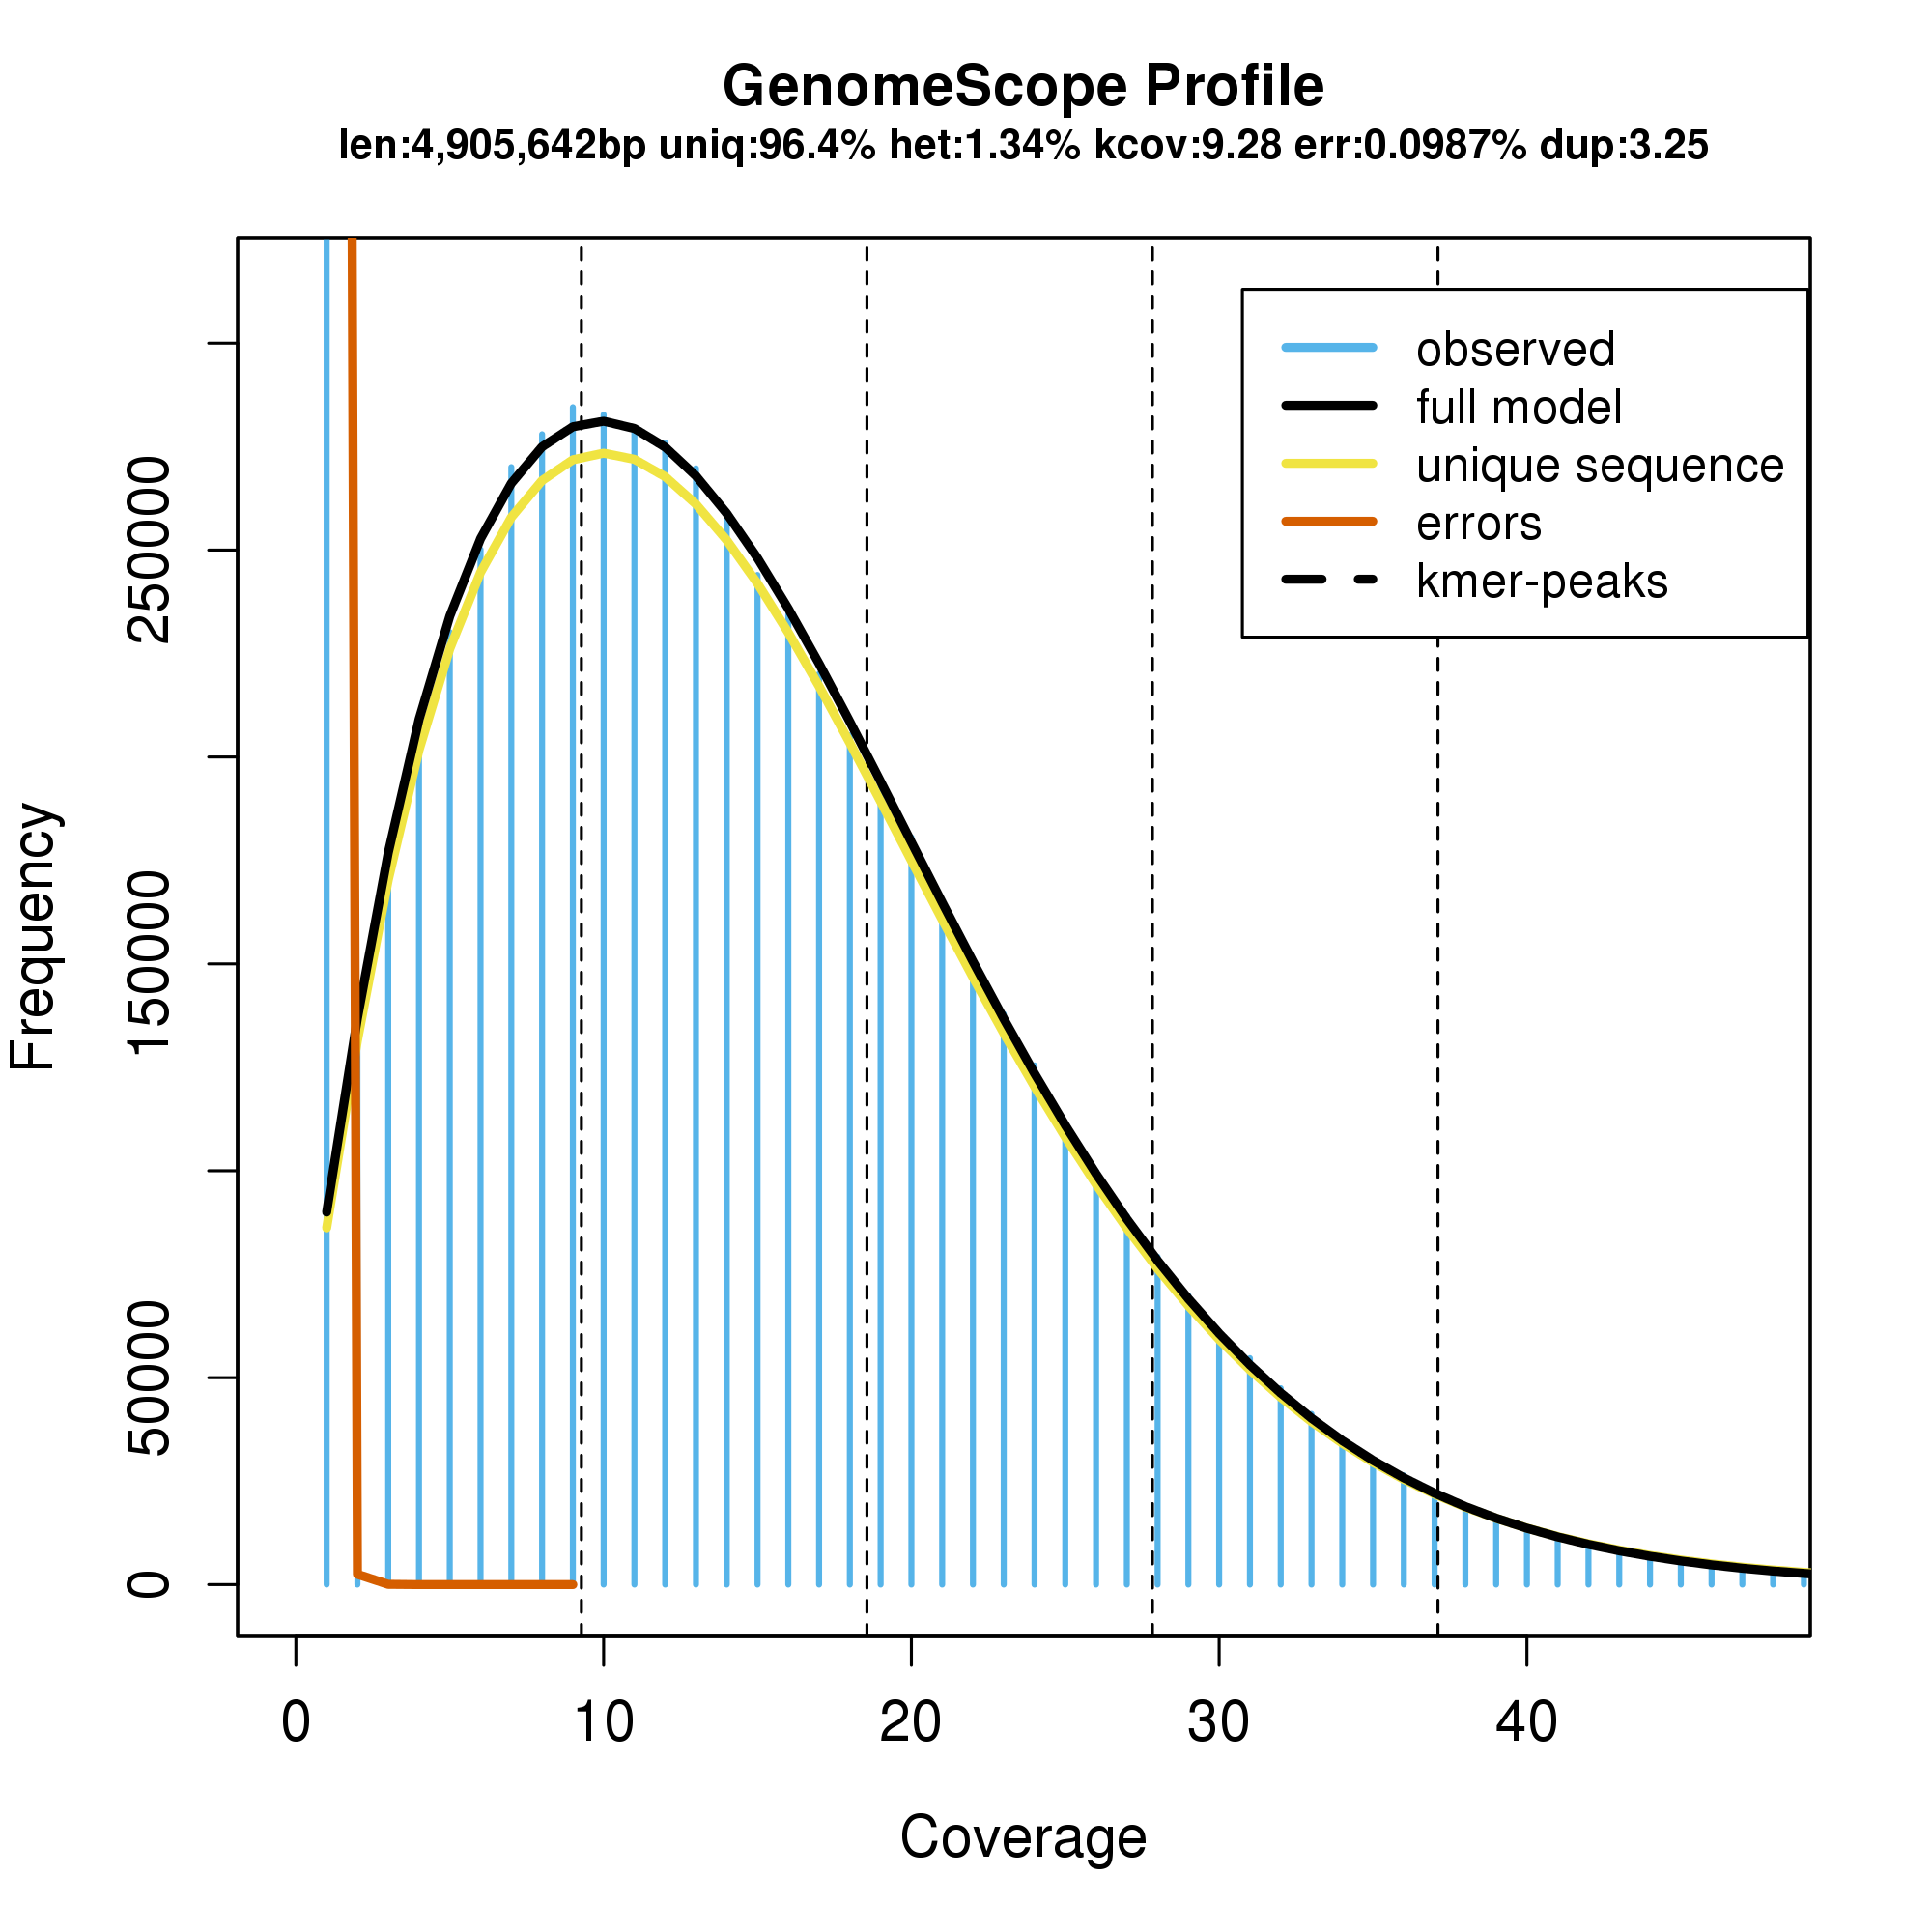 GenomeScope Profile
len:4,905,642bp uniq:96.4% het:1.34% kcov:9.28 err:0.0987% dup:3.25
observed
full model
unique sequence
errors
kmer-peaks
Frequency
250000
150000
50000
0
0 10 20 30 40
Coverage